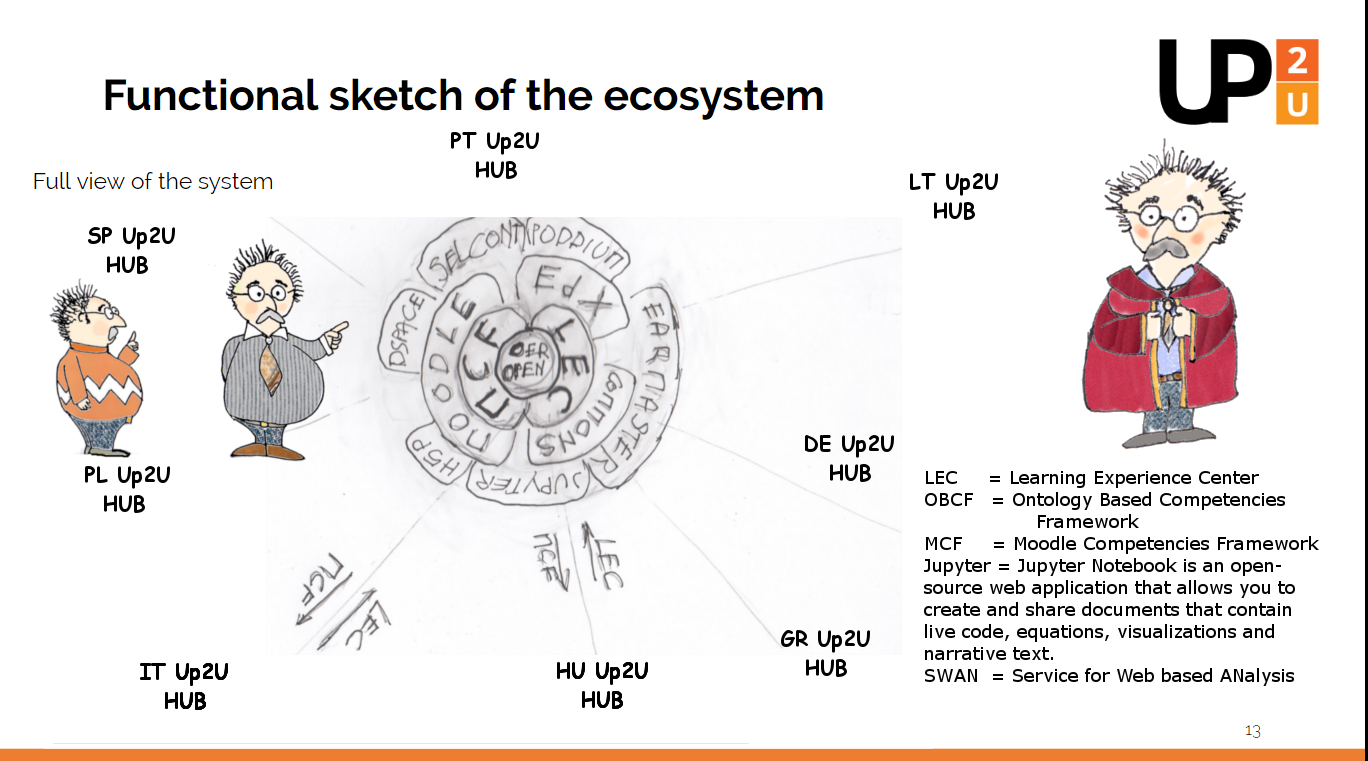 Functional sketch of the ecosystem
UP2U
PT Up2U
HUB
Full view of the system
LT Up2U
HUB
SP Up2U
HUB
SELCONT
PODDIUM
EdX
DSPACE
MOODLE
MCF
LEC
OER
OPEN
EARMASTER
COMMONS
H5P
JUPYTER
DE Up2U
HUB
PL Up2U
HUB
MCF
LEC
MCF
LEC
LEC = Learning Experience Center
OBCF = Ontology Based Competencies
Framework
MCF = Moodle Competencies Framework
Jupyter = Jupyter Notebook is an open-
source web application that allows you to
create and share documents that contain
live code, equations, visualizations and
narrative text.
SWAN = Service for Web based ANalysis
GR Up2U
HUB
IT Up2U
HUB
HU Up2U
HUB
13